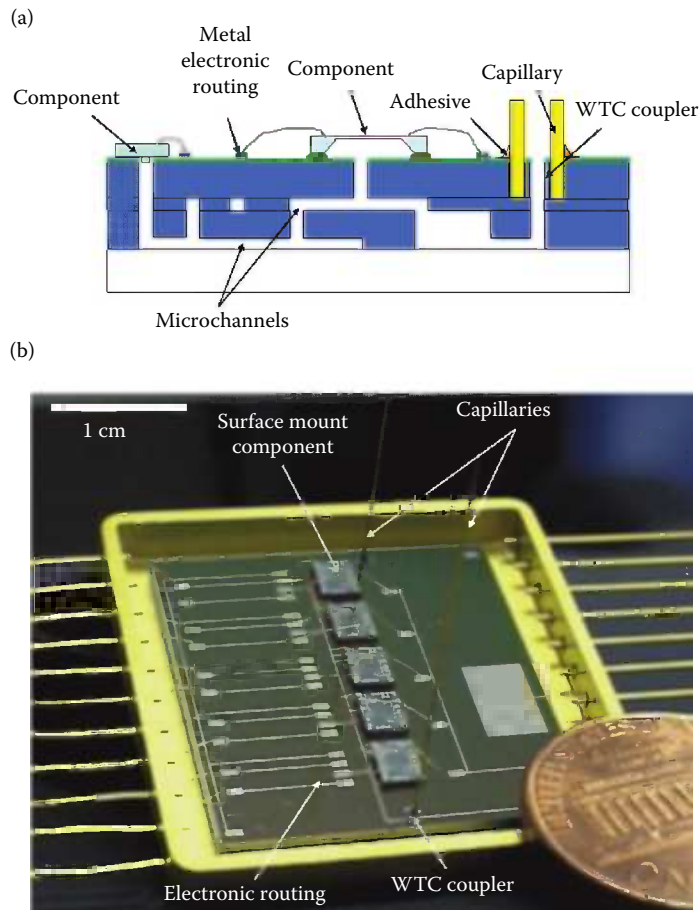 (a)
Metal
electronic
routing
Component
Capillary
Component
Adhesive
WTC coupler
Microchannels
(b)
1 cm
Surface mount
component
Capillaries
Electronic routing
WTC coupler